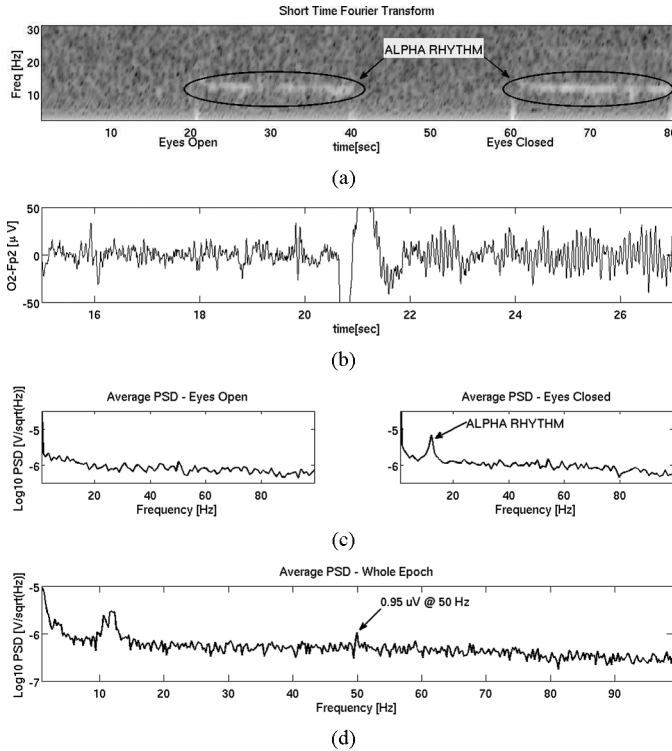 Short Time Fourier Transform
ALPHA RHYTHM
Freq [Hz]
30
20
10
10 20 30 40 50 60 70 80
Eyes Open time[sec] Eyes Closed
(a)
O2-Fp2 [μ V]
50
0
-50
16 18 20 22 24 26
time[sec]
(b)
Average PSD - Eyes Open
Log10 PSD [V/sqrt(Hz)]
-5
-6
20 40 60 80
Frequency [Hz]
Average PSD - Eyes Closed
ALPHA RHYTHM
-5
-6
20 40 60 80
Frequency [Hz]
(c)
Average PSD - Whole Epoch
Log10 PSD [V/sqrt(Hz)]
-5
-6
-7
0.95 uV @ 50 Hz
10 20 30 40 50 60 70 80 90
Frequency [Hz]
(d)